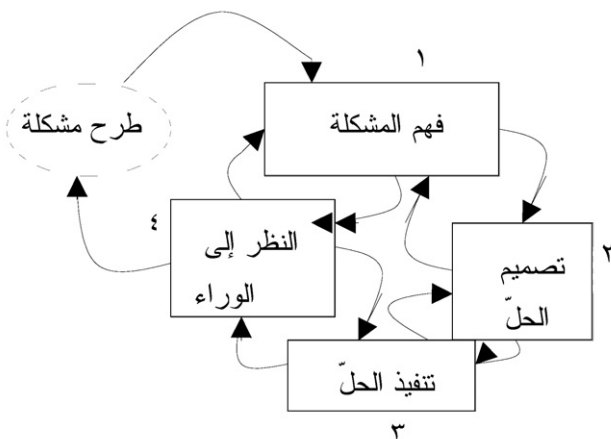 ١
فهم المشكلة
طرح مشكلة
٢
تصميم
الحلّ
٤
النظر إلى
الوراء
تنفيذ الحلّ
٣